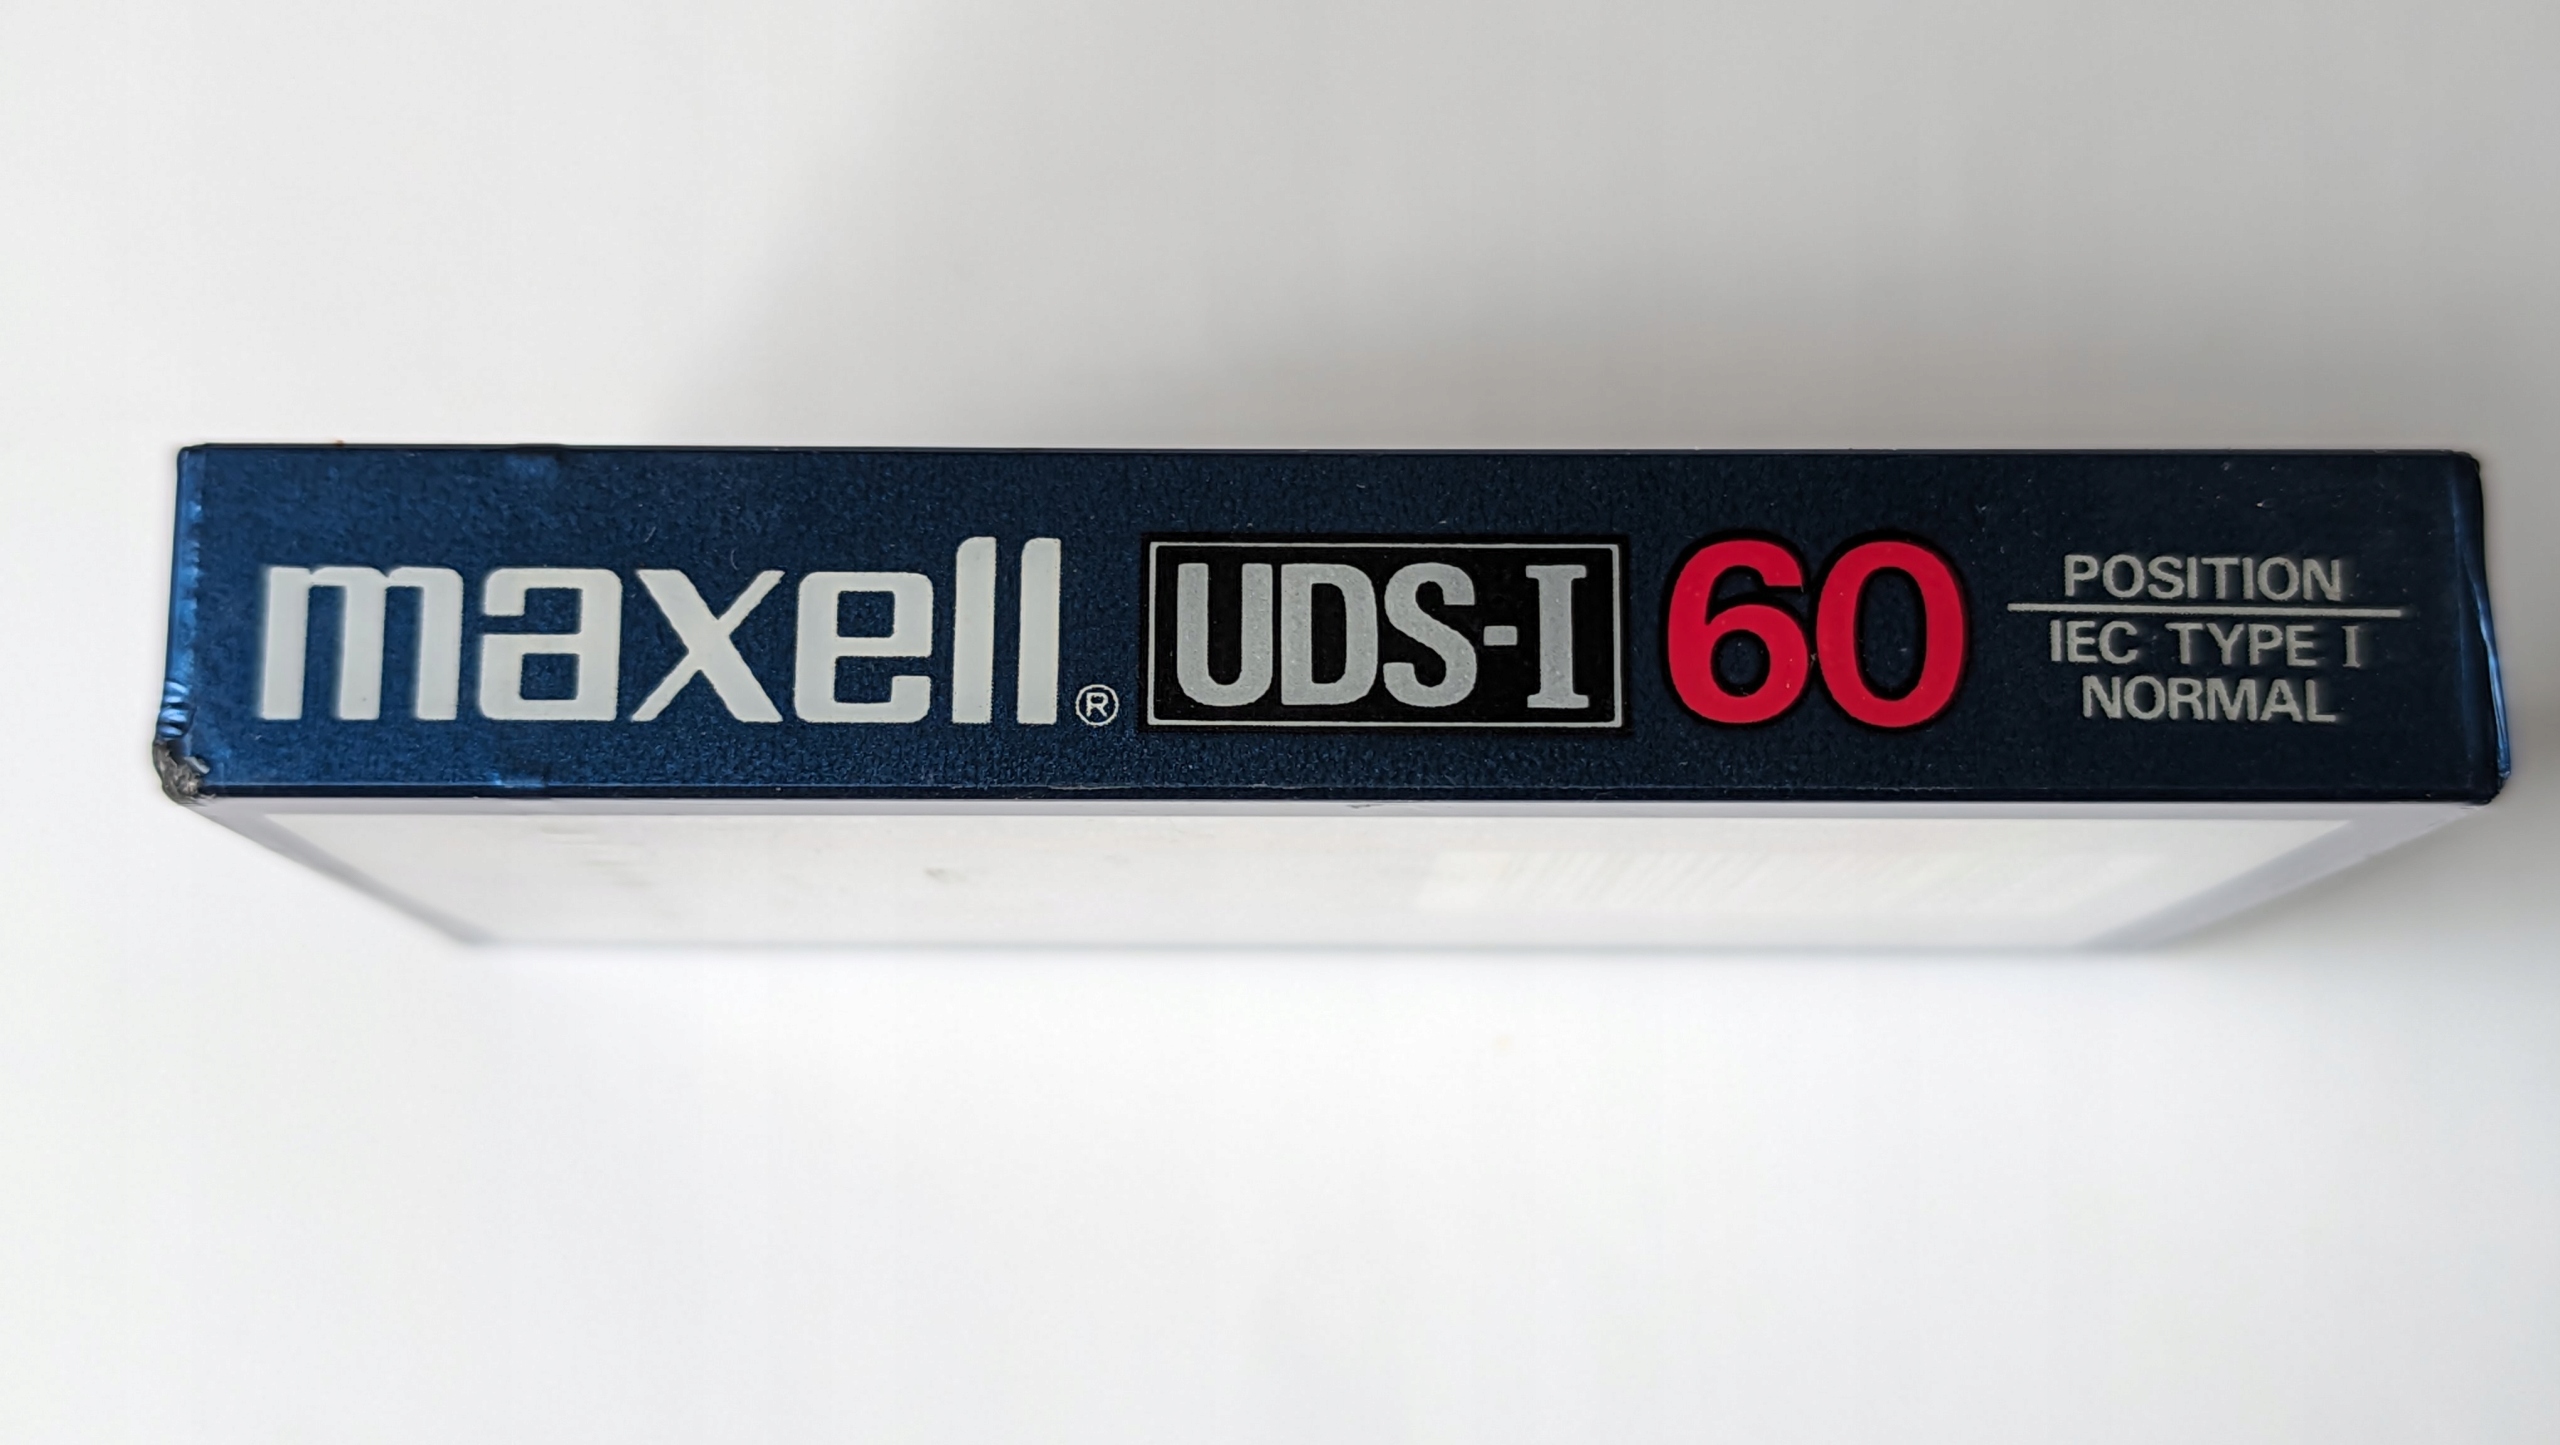 maxell® UDS-I 60
POSITION
IEC TYPE I
NORMAL